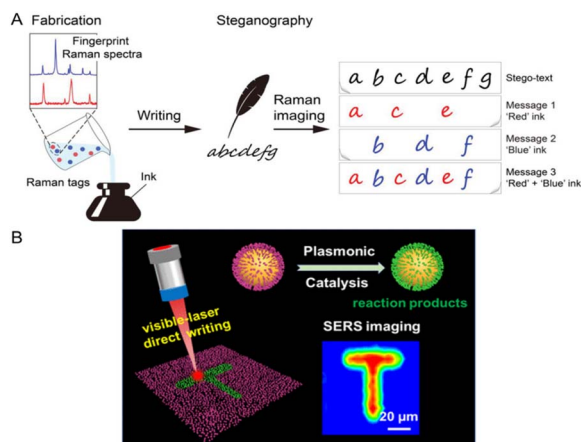 A
Fabrication
Steganography
Fingerprint
Raman spectra
Writing
Raman
imaging
abcdefg
Raman tags
Ink
a b c d e f g
Stego-text
a c e
Message 1
'Red' ink
b d f
Message 2
'Blue' ink
a b c d e f
Message 3
'Red' + 'Blue' ink
B
Plasmonic
Catalysis
reaction products
visible-laser
direct writing
SERS imaging
T
20 μm